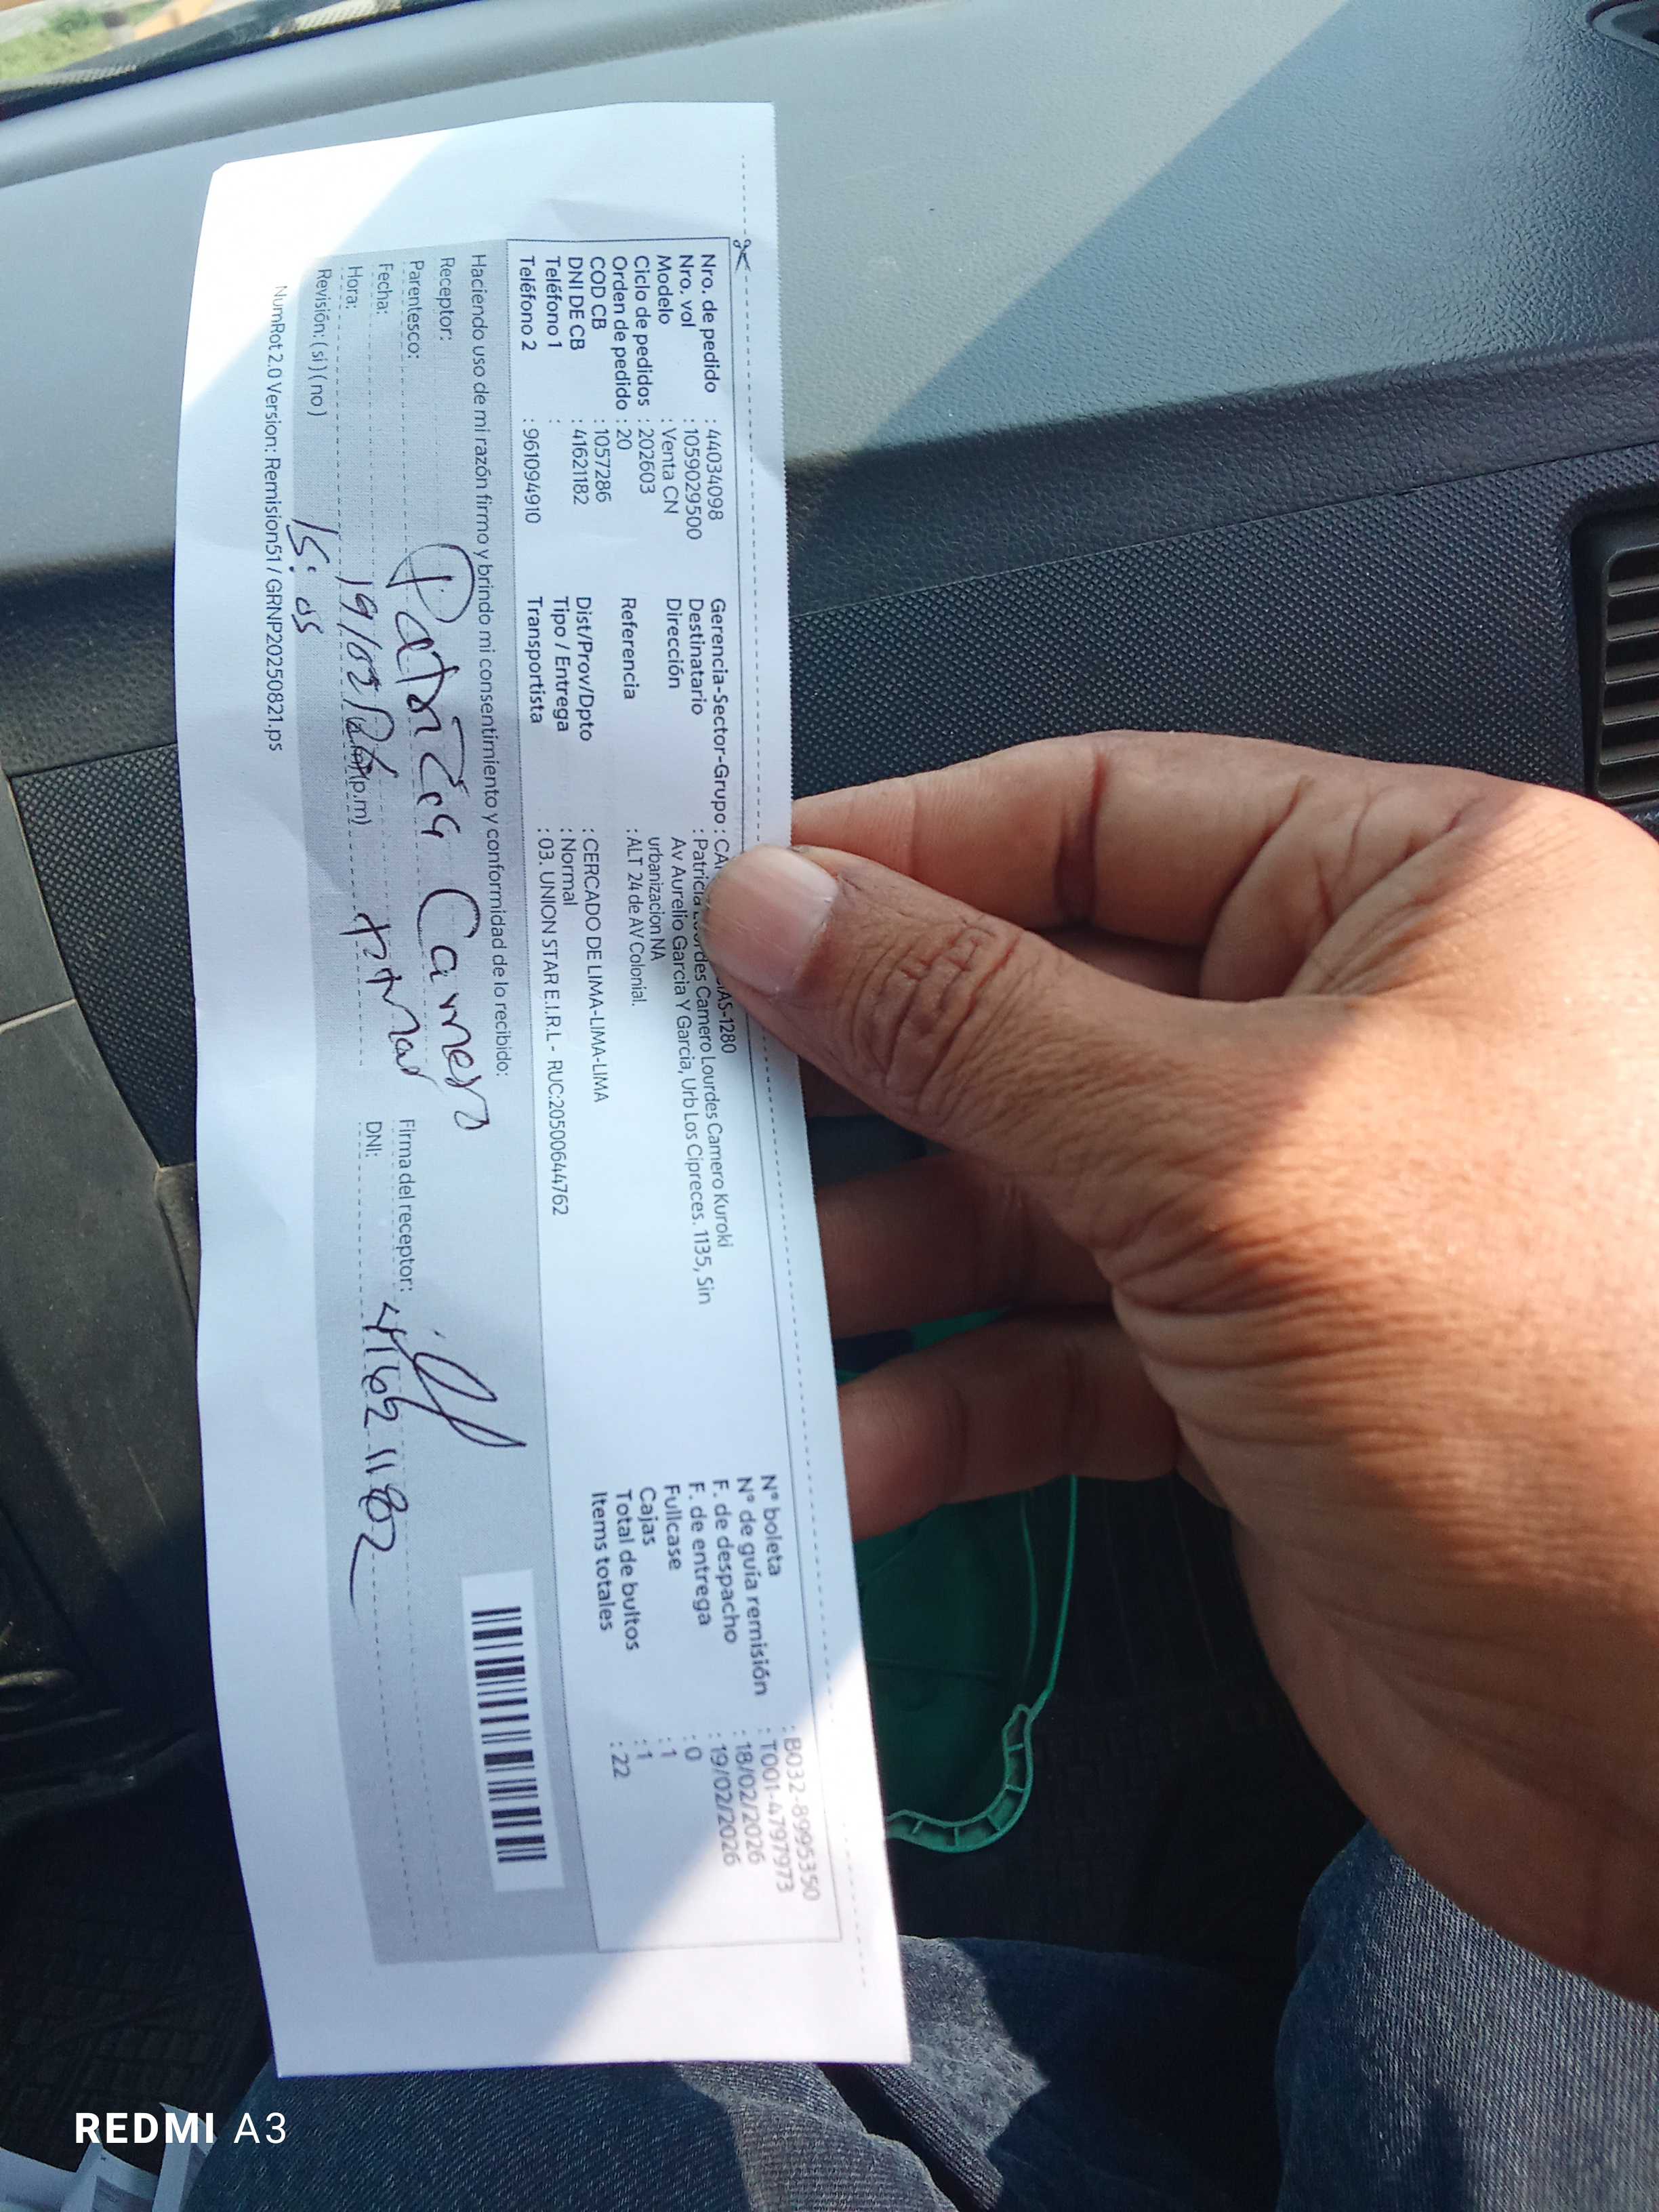 Nro. de pedido : 44034098
Nro. vol : 1059029500
Modelo : Venta CN
Ciclo de pedidos : 202603
Orden de pedido : 20
COD CB : 1057286
DNI DE CB : 41621182
Teléfono 1 :
Teléfono 2 : 961094910
Gerencia-Sector-Grupo : -1280
Destinatario : Patricia Camero Lourdes Camero Kuroki
Dirección Av Aurelio Garcia Y Garcia, Urb Los Cipreces. 1135, Sin
urbanizacion NA
Referencia : ALT 24 de AV Colonial.
Dist/Prov/Dpto : CERCADO DE LIMA-LIMA-LIMA
Tipo / Entrega : Normal
Transportista : 03. UNION STAR E.I.R.L - RUC:20500644762
N° boleta : B032-8995350
N° de guía remisión : T001-4797973
F. de despacho : 18/02/2026
F. de entrega : 19/02/2026
Fullcase : 0
Cajas : 1
Total de bultos : 1
Items totales : 22
Haciendo uso de mi razón firmo y brindo mi consentimiento y conformidad de lo recibido:
Receptor: Patricia Camero
Parentesco: titular
Fecha: 19/02/26
Hora: 15:05 (p.m)
Revisión: ( si ) ( no )
Firma del receptor:
DNI: 41621182
NumRot 2.0 Version: Remision51 / GRNP20250821.ps
REDMI A3